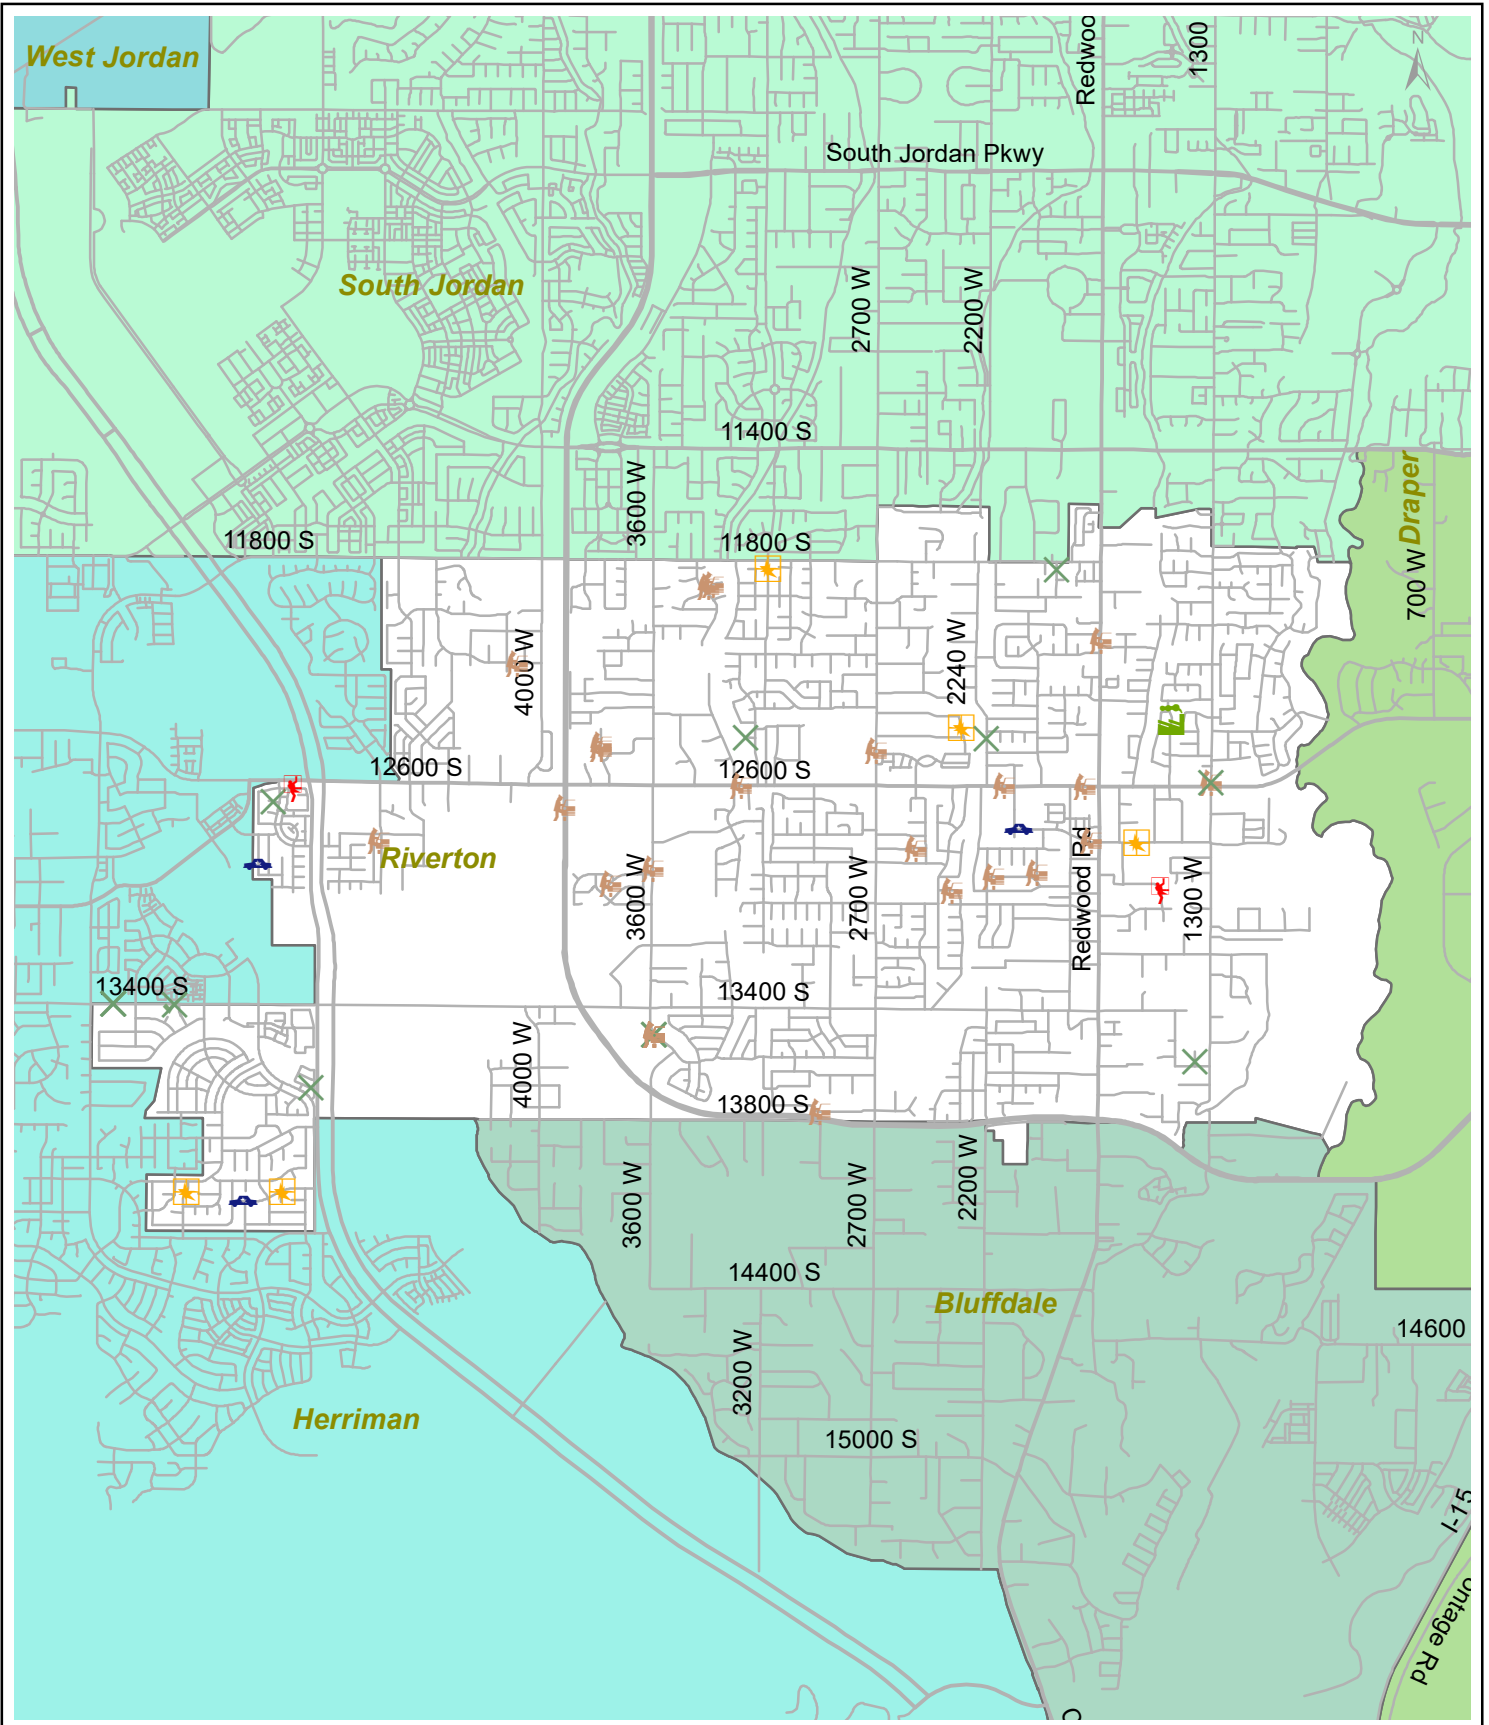 West Jordan
Redwoo
1300
N
South Jordan Pkwy
South Jordan
2700 W
2200 W
11400 S
3600 W
Draper
11800 S
11800 S
700 W
4000 W
2240 W
12600 S
12600 S
Riverton
3600 W
2700 W
Redwood Rd
1300 W
13400 S
13400 S
4000 W
13800 S
3600 W
2700 W
2200 W
14400 S
Bluffdale
14600
3200 W
Herriman
15000 S
I-15
ontage Rd